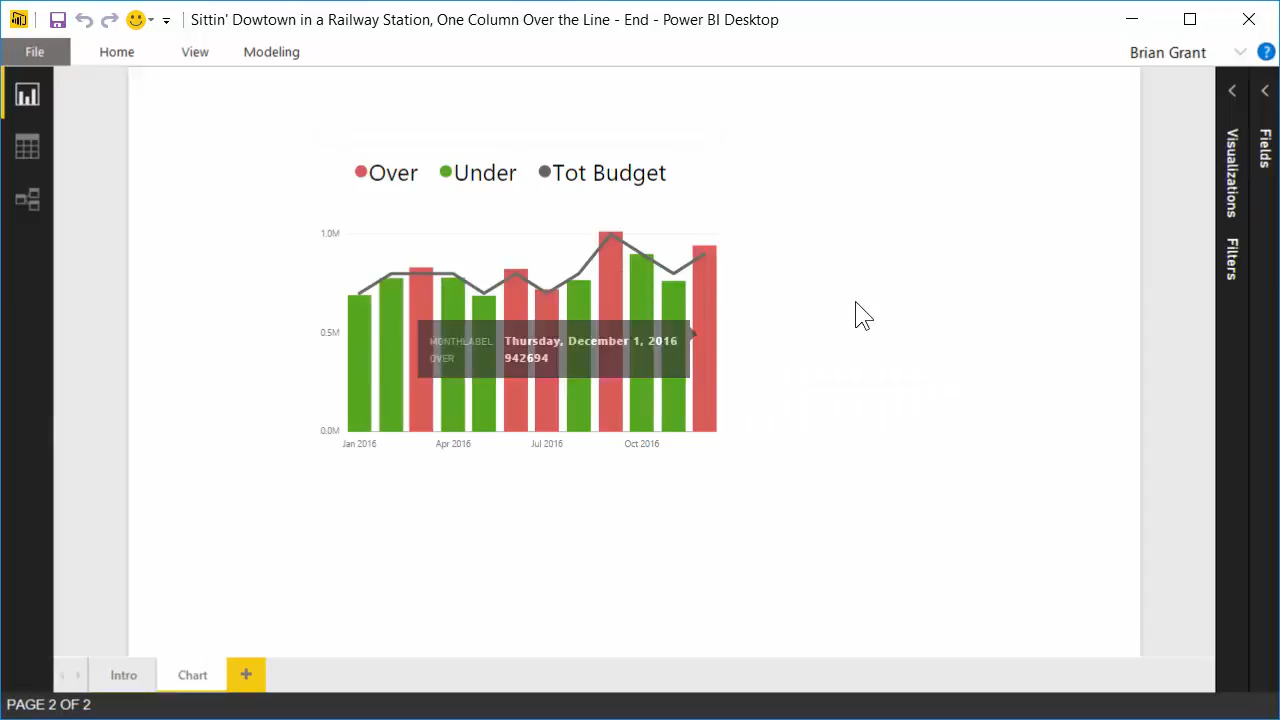 Sittin' Dowtown in a Railway Station, One Column Over the Line - End - Power BI Desktop
File Home View Modeling Brian Grant ?
Over Under Tot Budget
1.0M
0.5M
0.0M
MONTHLABEL Thursday, December 1, 2016
OVER 942694
Jan 2016 Apr 2016 Jul 2016 Oct 2016
Visualizations
Filters
Fields
Intro Chart +
PAGE 2 OF 2